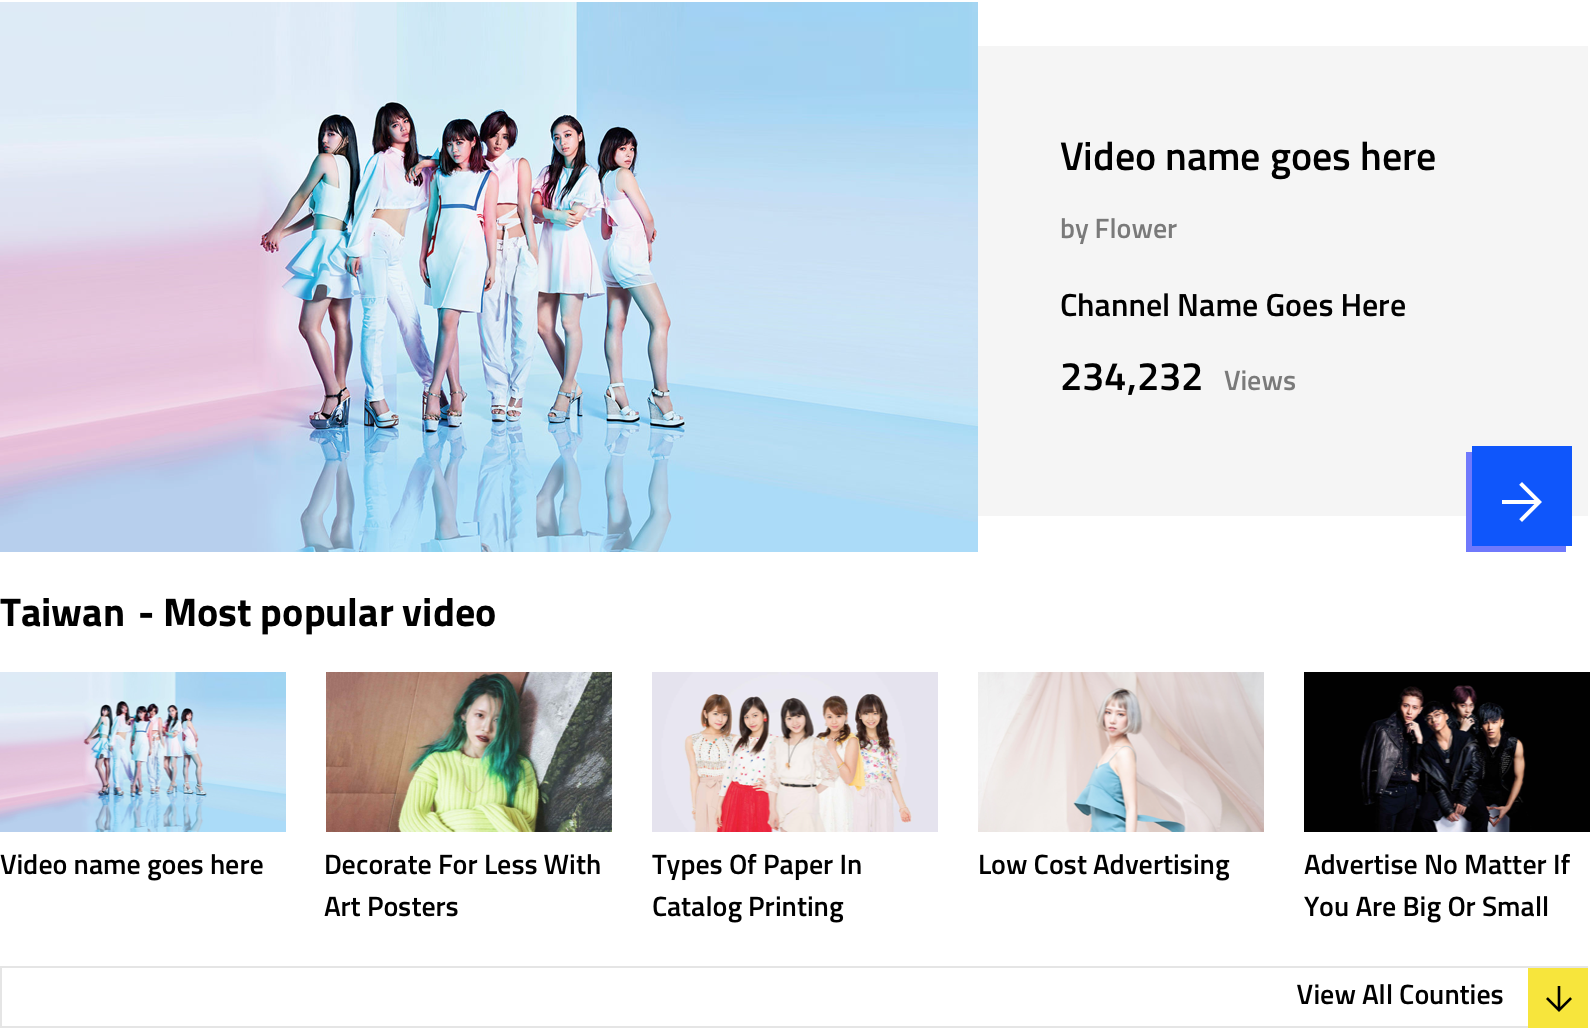 Video name goes here
by Flower
Channel Name Goes Here
234,232 Views
Taiwan - Most popular video
Video name goes here
Decorate For Less With
Art Posters
Types Of Paper In
Catalog Printing
Low Cost Advertising
Advertise No Matter If
You Are Big Or Small
View All Counties